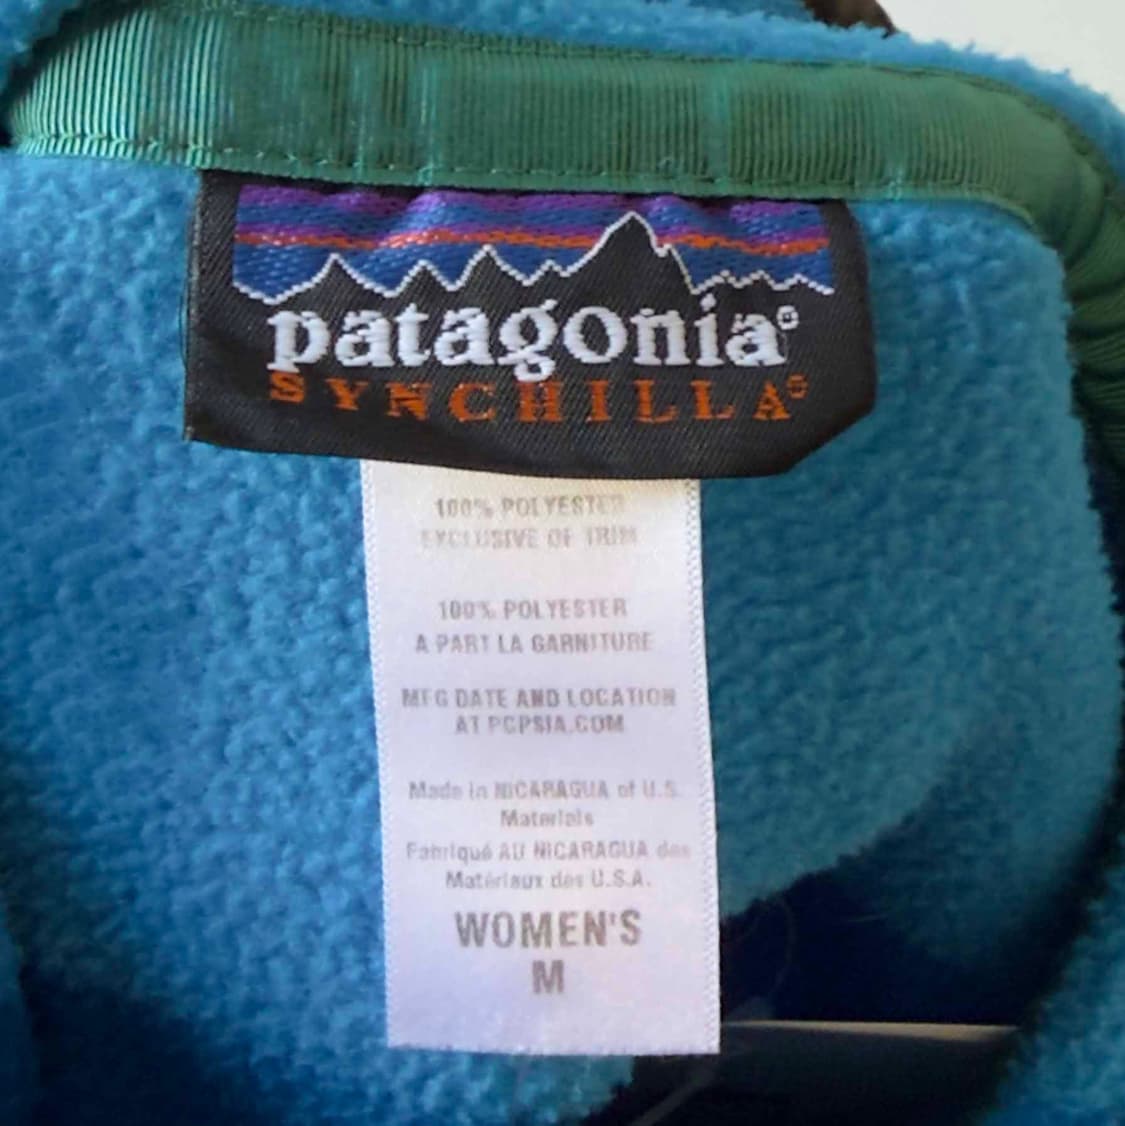 patagonia®
SYNCHILLA®
100% POLYESTER
EXCLUSIVE OF TRIM
100% POLYESTER
A PART LA GARNITURE
MFG DATE AND LOCATION
AT PCPSIA.COM
Made in NICARAGUA of U.S.
Materials
Fabriqué AU NICARAGUA des
Matériaux des U.S.A.
WOMEN'S
M